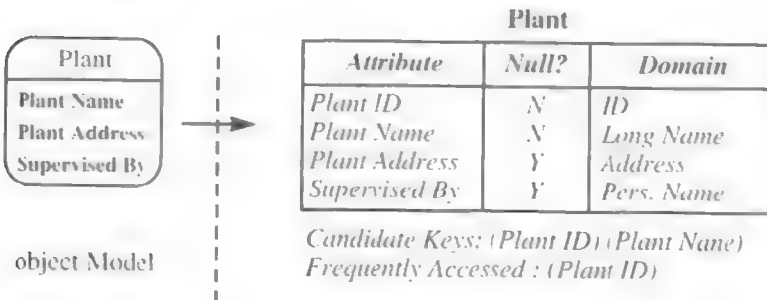 Plant
Plant Name
Plant Address
Supervised By
object Model
Plant
Attribute Null? Domain
Plant ID N ID
Plant Name N Long Name
Plant Address Y Address
Supervised By Y Pers. Name
Candidate Keys: (Plant ID) (Plant Nane)
Frequently Accessed : (Plant ID)